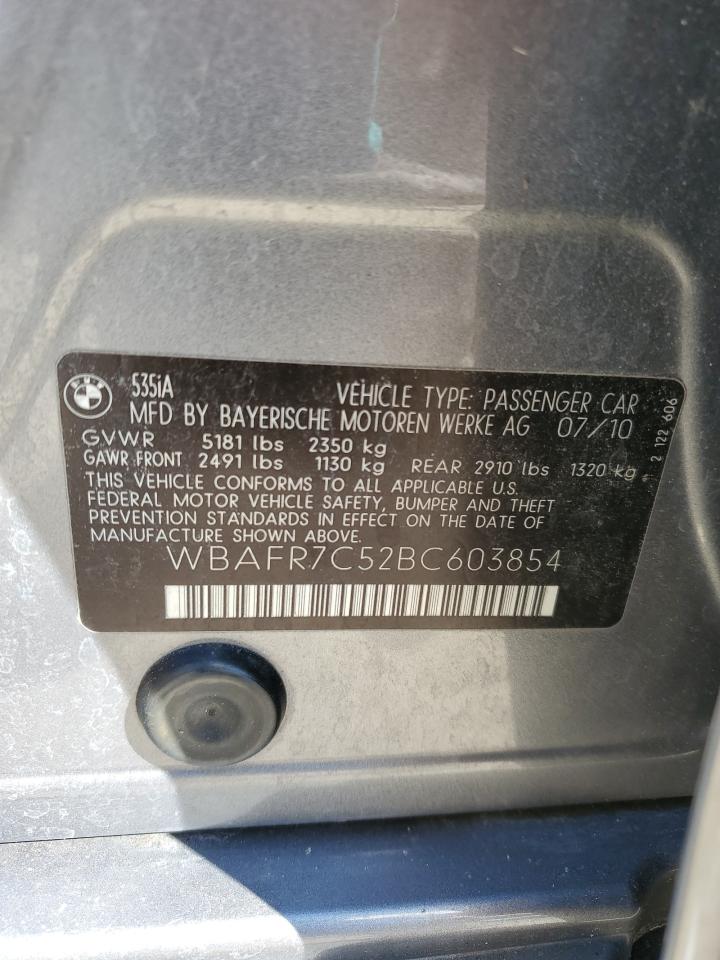 BMW
535iA
VEHICLE TYPE: PASSENGER CAR
MFD BY BAYERISCHE MOTOREN WERKE AG 07/10
GVWR 5181 lbs 2350 kg
GAWR FRONT 2491 lbs 1130 kg REAR 2910 lbs 1320 kg
THIS VEHICLE CONFORMS TO ALL APPLICABLE U.S.
FEDERAL MOTOR VEHICLE SAFETY, BUMPER AND THEFT
PREVENTION STANDARDS IN EFFECT ON THE DATE OF
MANUFACTURE SHOWN ABOVE.
WBAFR7C52BC603854
2 122 606